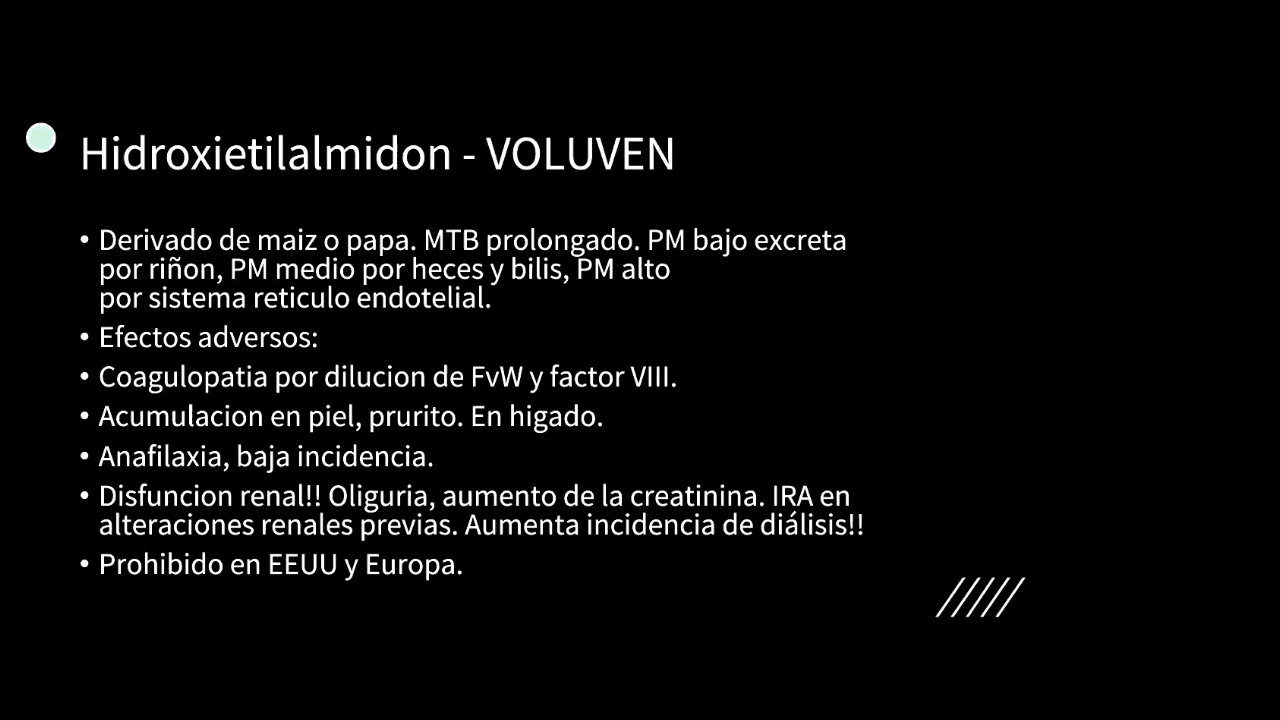 Hidroxietilalmidon - VOLUVEN
• Derivado de maiz o papa. MTB prolongado. PM bajo excreta
por riñon, PM medio por heces y bilis, PM alto
por sistema reticulo endotelial.
• Efectos adversos:
• Coagulopatia por dilucion de FvW y factor VIII.
• Acumulacion en piel, prurito. En higado.
• Anafilaxia, baja incidencia.
• Disfuncion renal!! Oliguria, aumento de la creatinina. IRA en
alteraciones renales previas. Aumenta incidencia de diálisis!!
• Prohibido en EEUU y Europa.